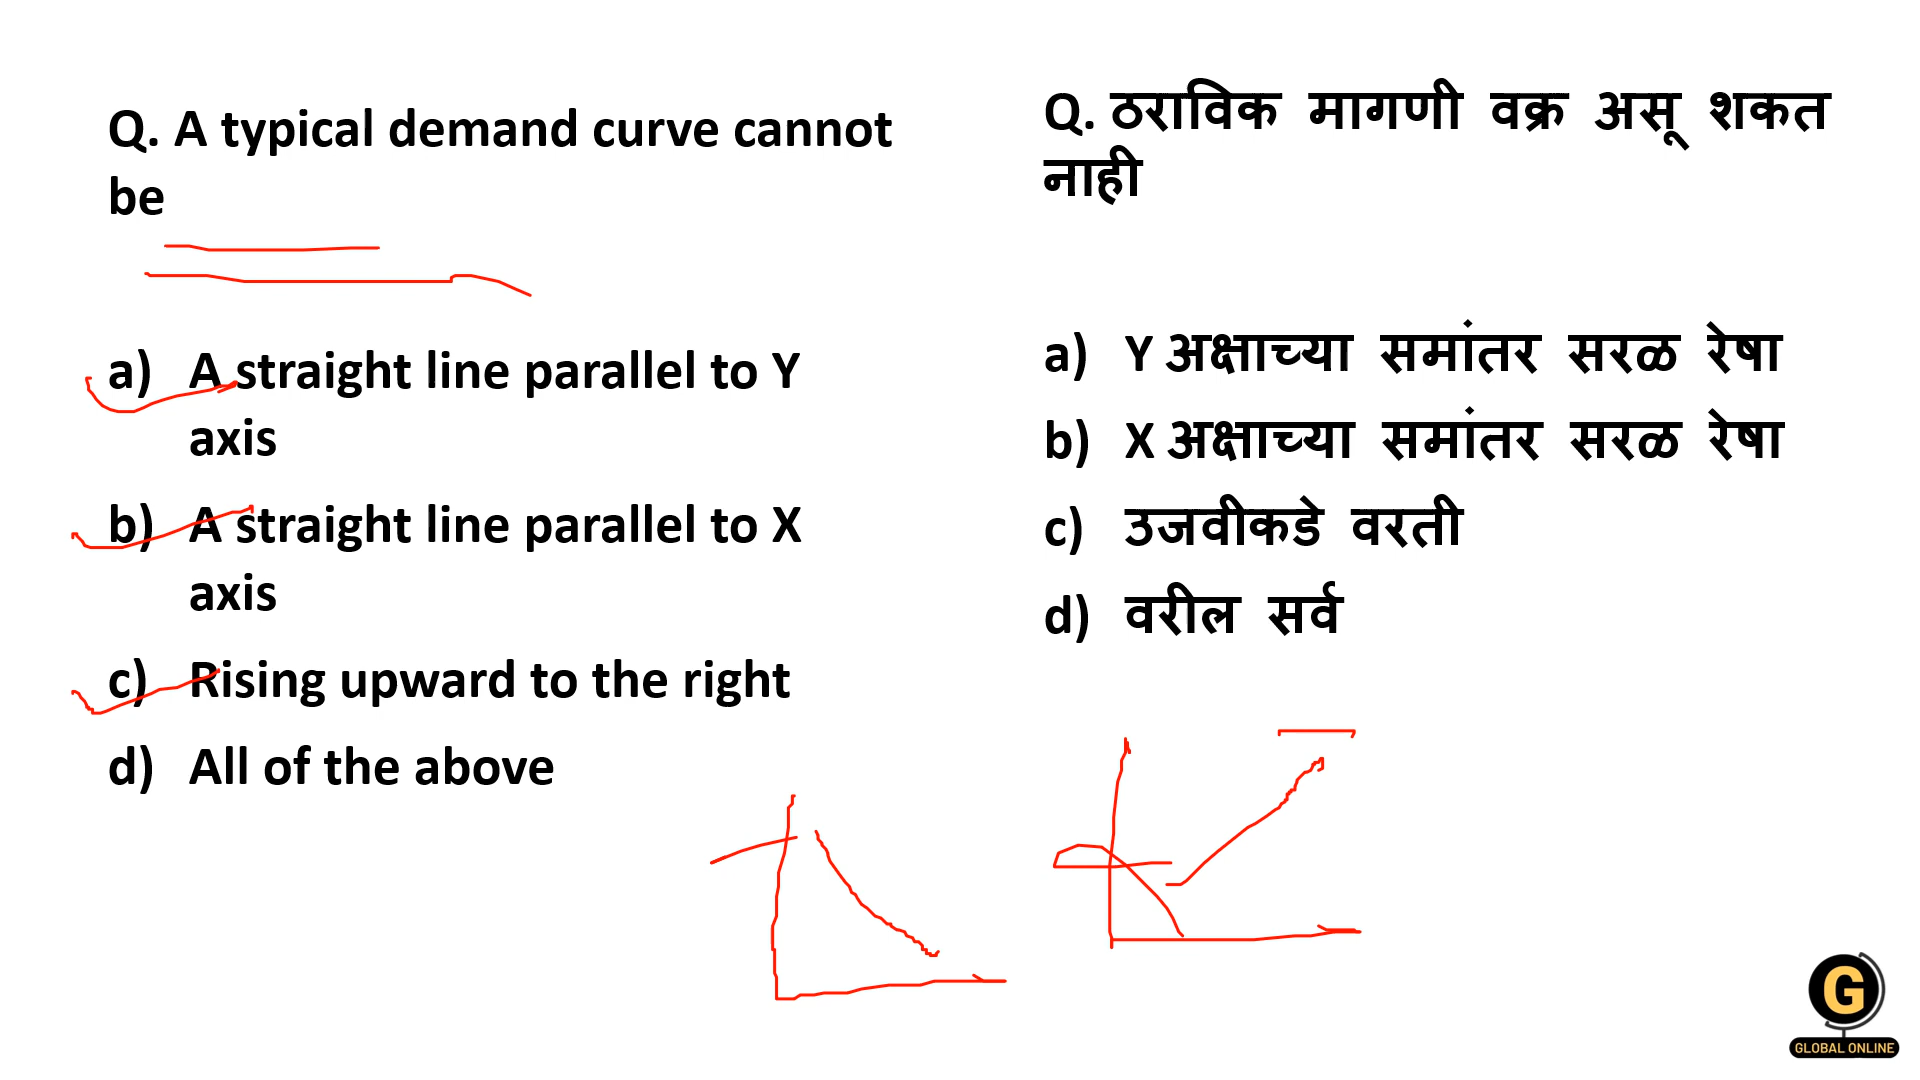 Q. A typical demand curve cannot
be
a) A straight line parallel to Y
axis
b) A straight line parallel to X
axis
c) Rising upward to the right
d) All of the above
Q. ठराविक मागणी वक्र असू शकत
नाही
a) Y अक्षाच्या समांतर सरळ रेषा
b) X अक्षाच्या समांतर सरळ रेषा
c) उजवीकडे वरती
d) वरील सर्व
G
GLOBAL ONLINE